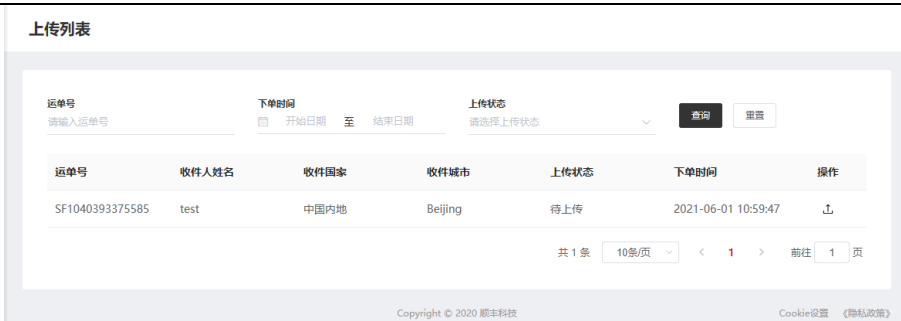 上传列表
运单号 下单时间 上传状态
请输入运单号 开始日期 至 结束日期 请选择上传状态 查询 重置
运单号 收件人姓名 收件国家 收件城市 上传状态 下单时间 操作
SF1040393375585 test 中国内地 Beijing 待上传 2021-06-01 10:59:47
共 1 条 10条/页 < 1 > 前往 1 页
Copyright © 2020 顺丰科技 Cookie设置 《隐私政策》